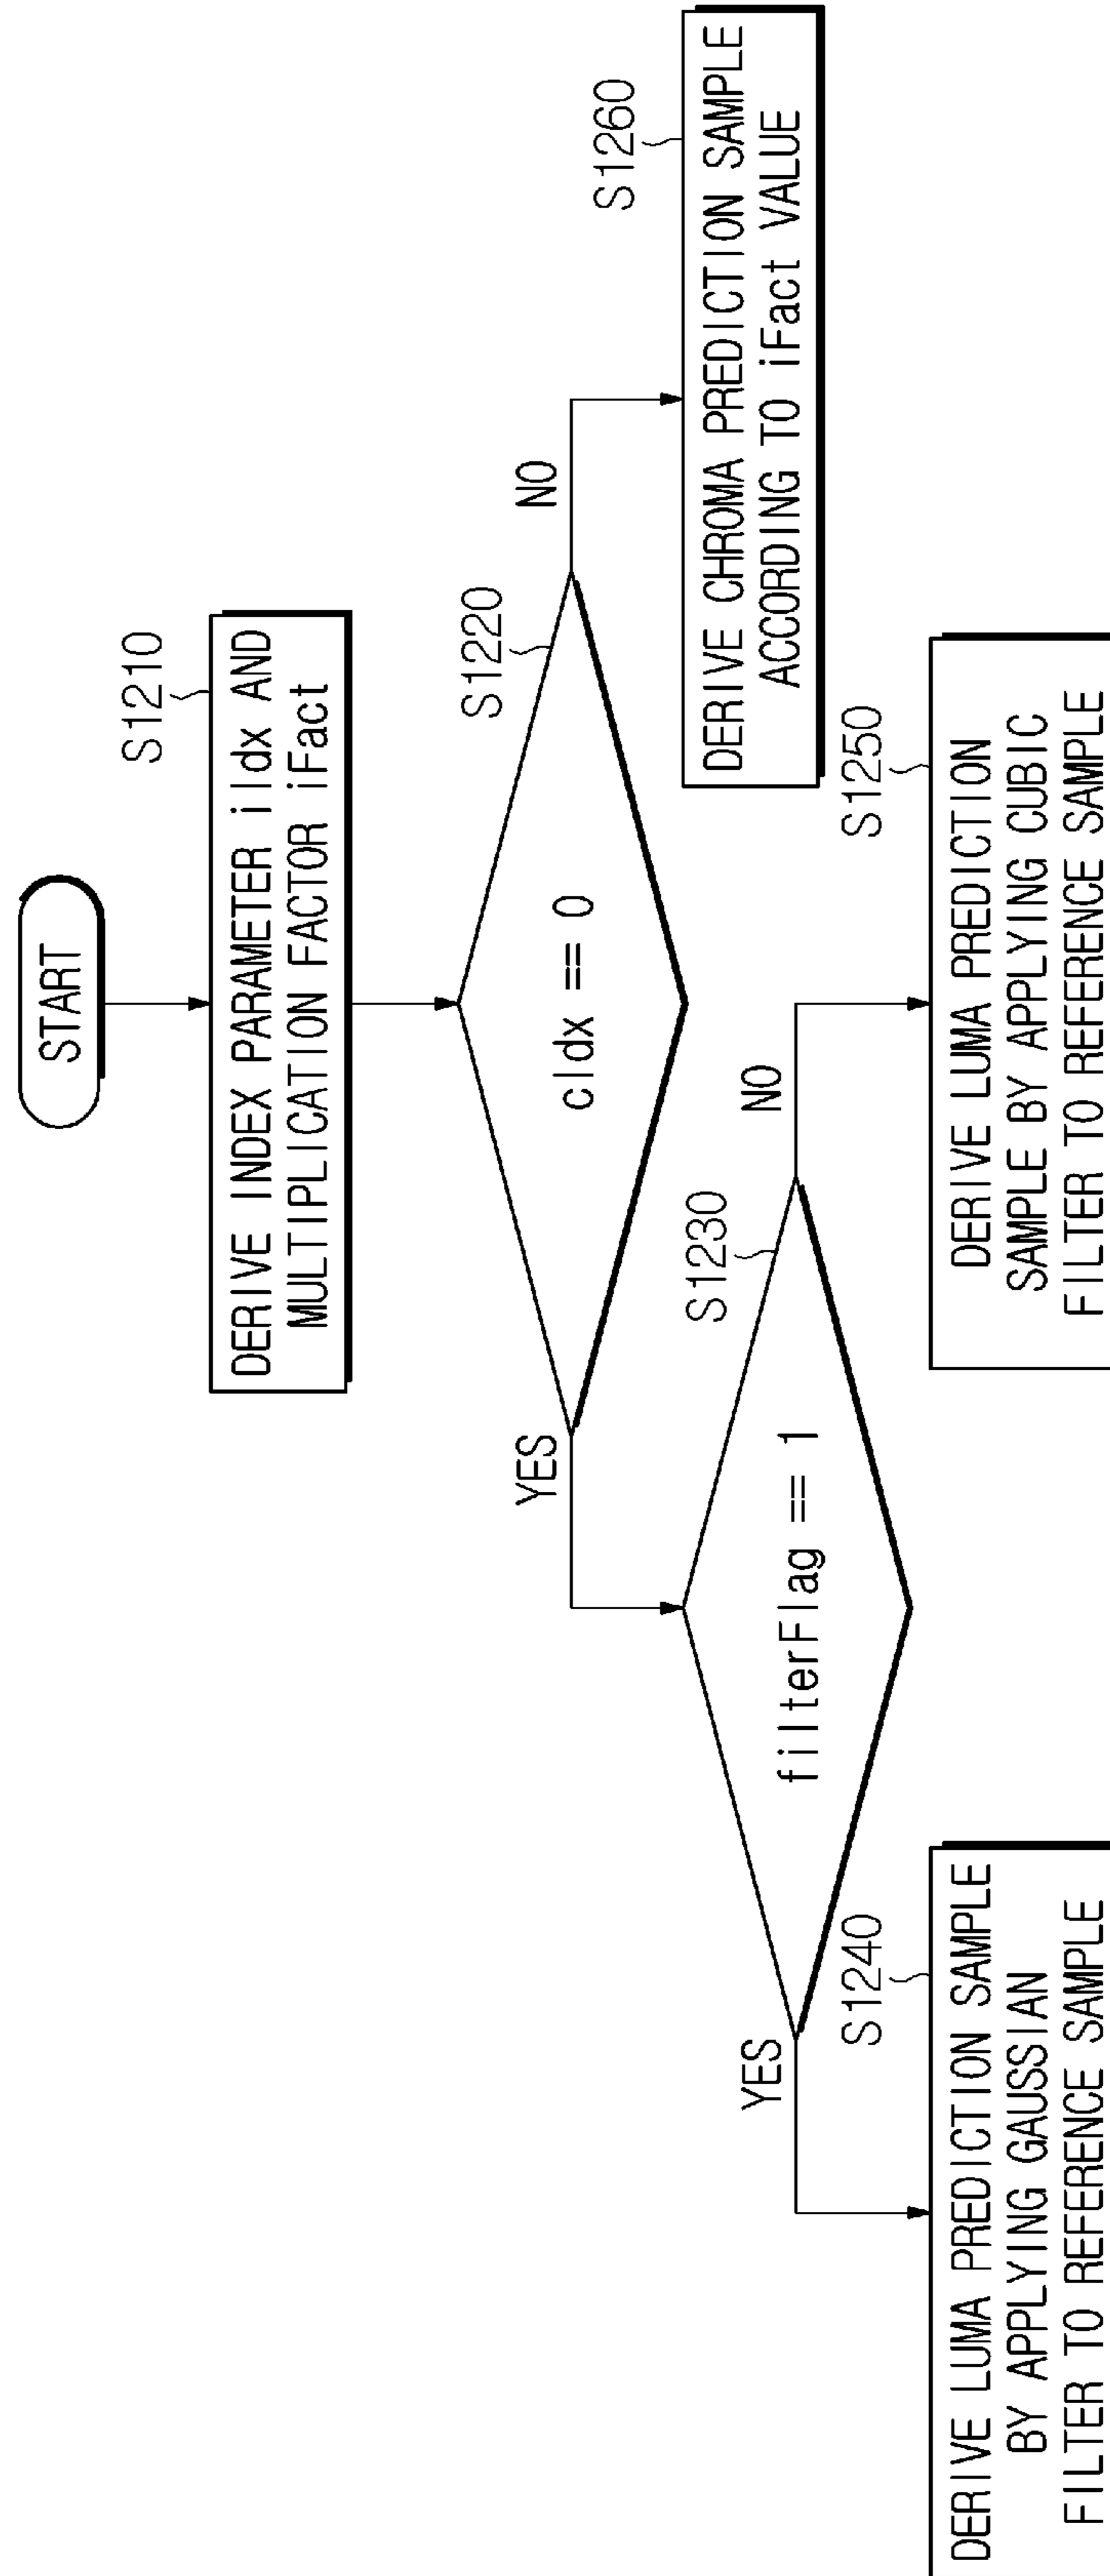 START
S1210
DERIVE INDEX PARAMETER iIdx AND
MULTIPLICATION FACTOR iFact
S1220
cIdx == 0
YES
NO
S1230
filterFlag == 1
S1260
DERIVE CHROMA PREDICTION SAMPLE
ACCORDING TO iFact VALUE
YES
NO
S1240
DERIVE LUMA PREDICTION SAMPLE
BY APPLYING GAUSSIAN
FILTER TO REFERENCE SAMPLE
S1250
DERIVE LUMA PREDICTION
SAMPLE BY APPLYING CUBIC
FILTER TO REFERENCE SAMPLE